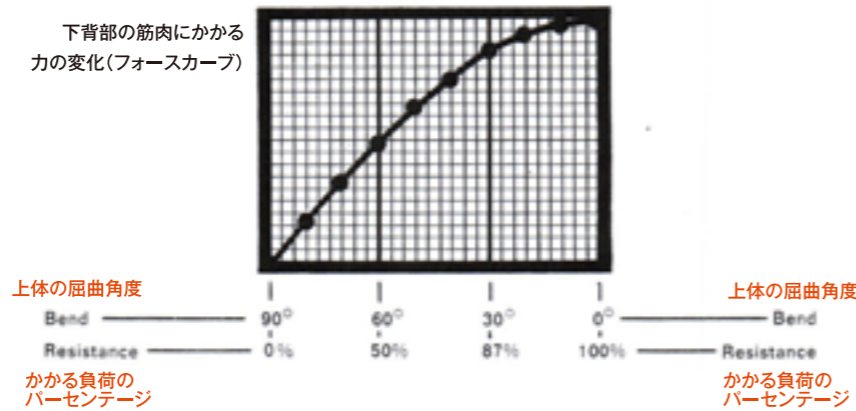 下背部の筋肉にかかる
力の変化（フォースカーブ）
上体の屈曲角度
上体の屈曲角度
Bend 90° 60° 30° 0° Bend
Resistance 0% 50% 87% 100% Resistance
かかる負荷の
パーセンテージ
かかる負荷の
パーセンテージ